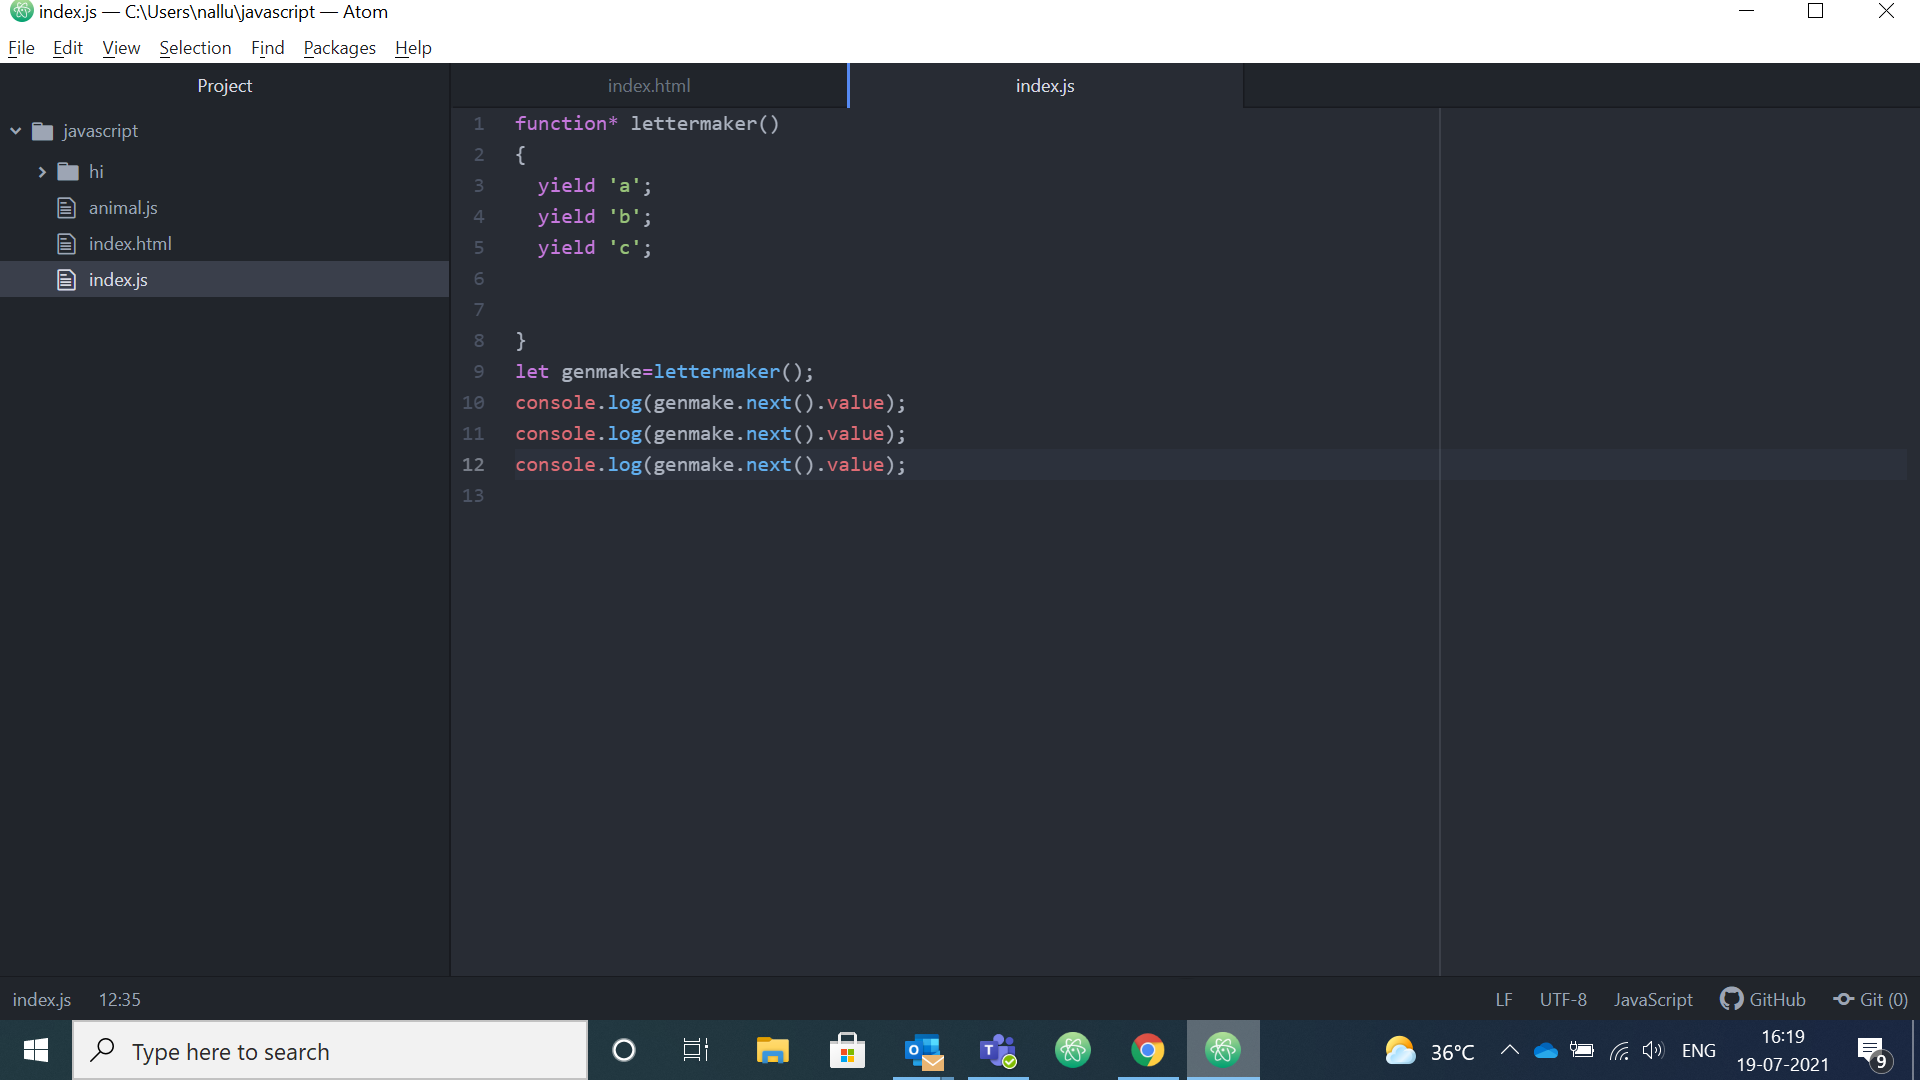 index.js — C:\Users\nallu\javascript — Atom
File Edit View Selection Find Packages Help
Project
javascript
hi
animal.js
index.html
index.js
index.html
index.js
1 function* lettermaker()
2 {
3   yield 'a';
4   yield 'b';
5   yield 'c';
6
7
8 }
9 let genmake=lettermaker();
10 console.log(genmake.next().value);
11 console.log(genmake.next().value);
12 console.log(genmake.next().value);
13
index.js 12:35
LF UTF-8 JavaScript GitHub Git (0)
Type here to search
36°C ENG
16:19
19-07-2021
9